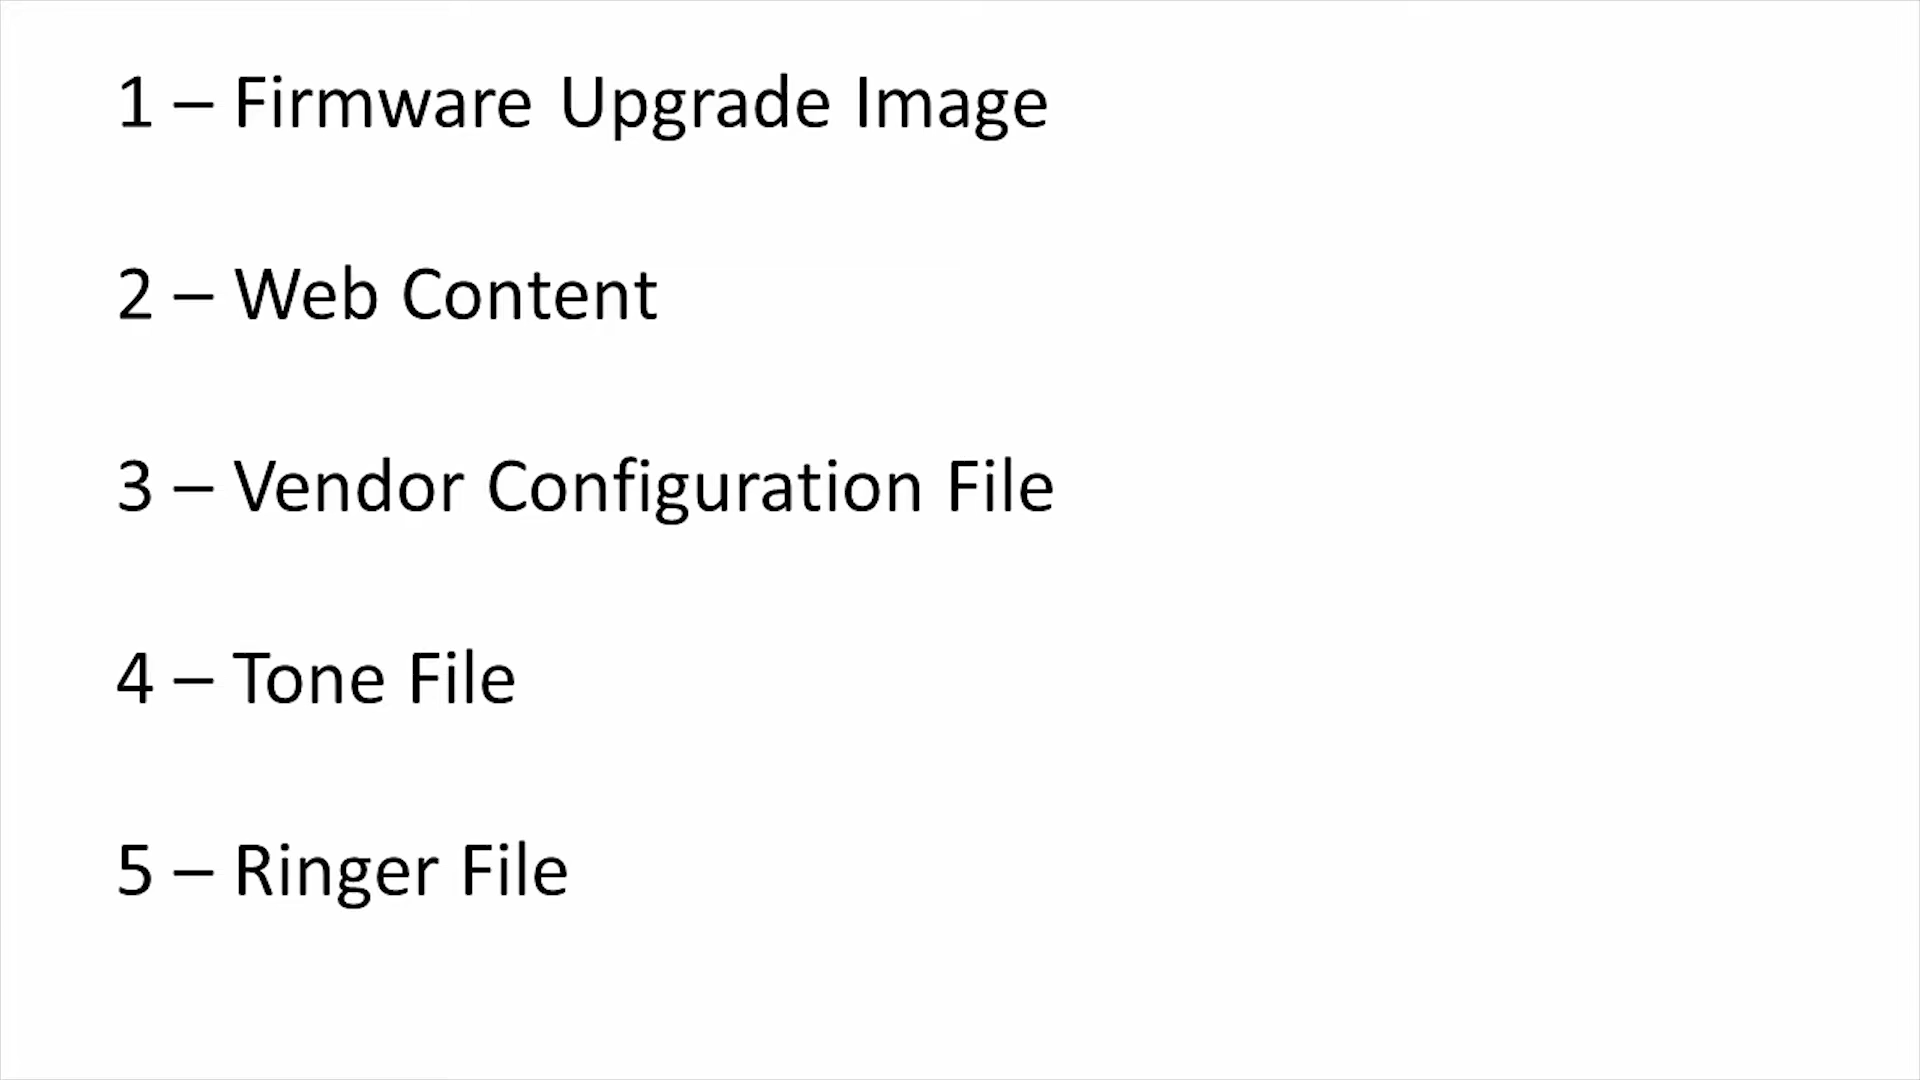 1 – Firmware Upgrade Image
2 – Web Content
3 – Vendor Configuration File
4 – Tone File
5 – Ringer File